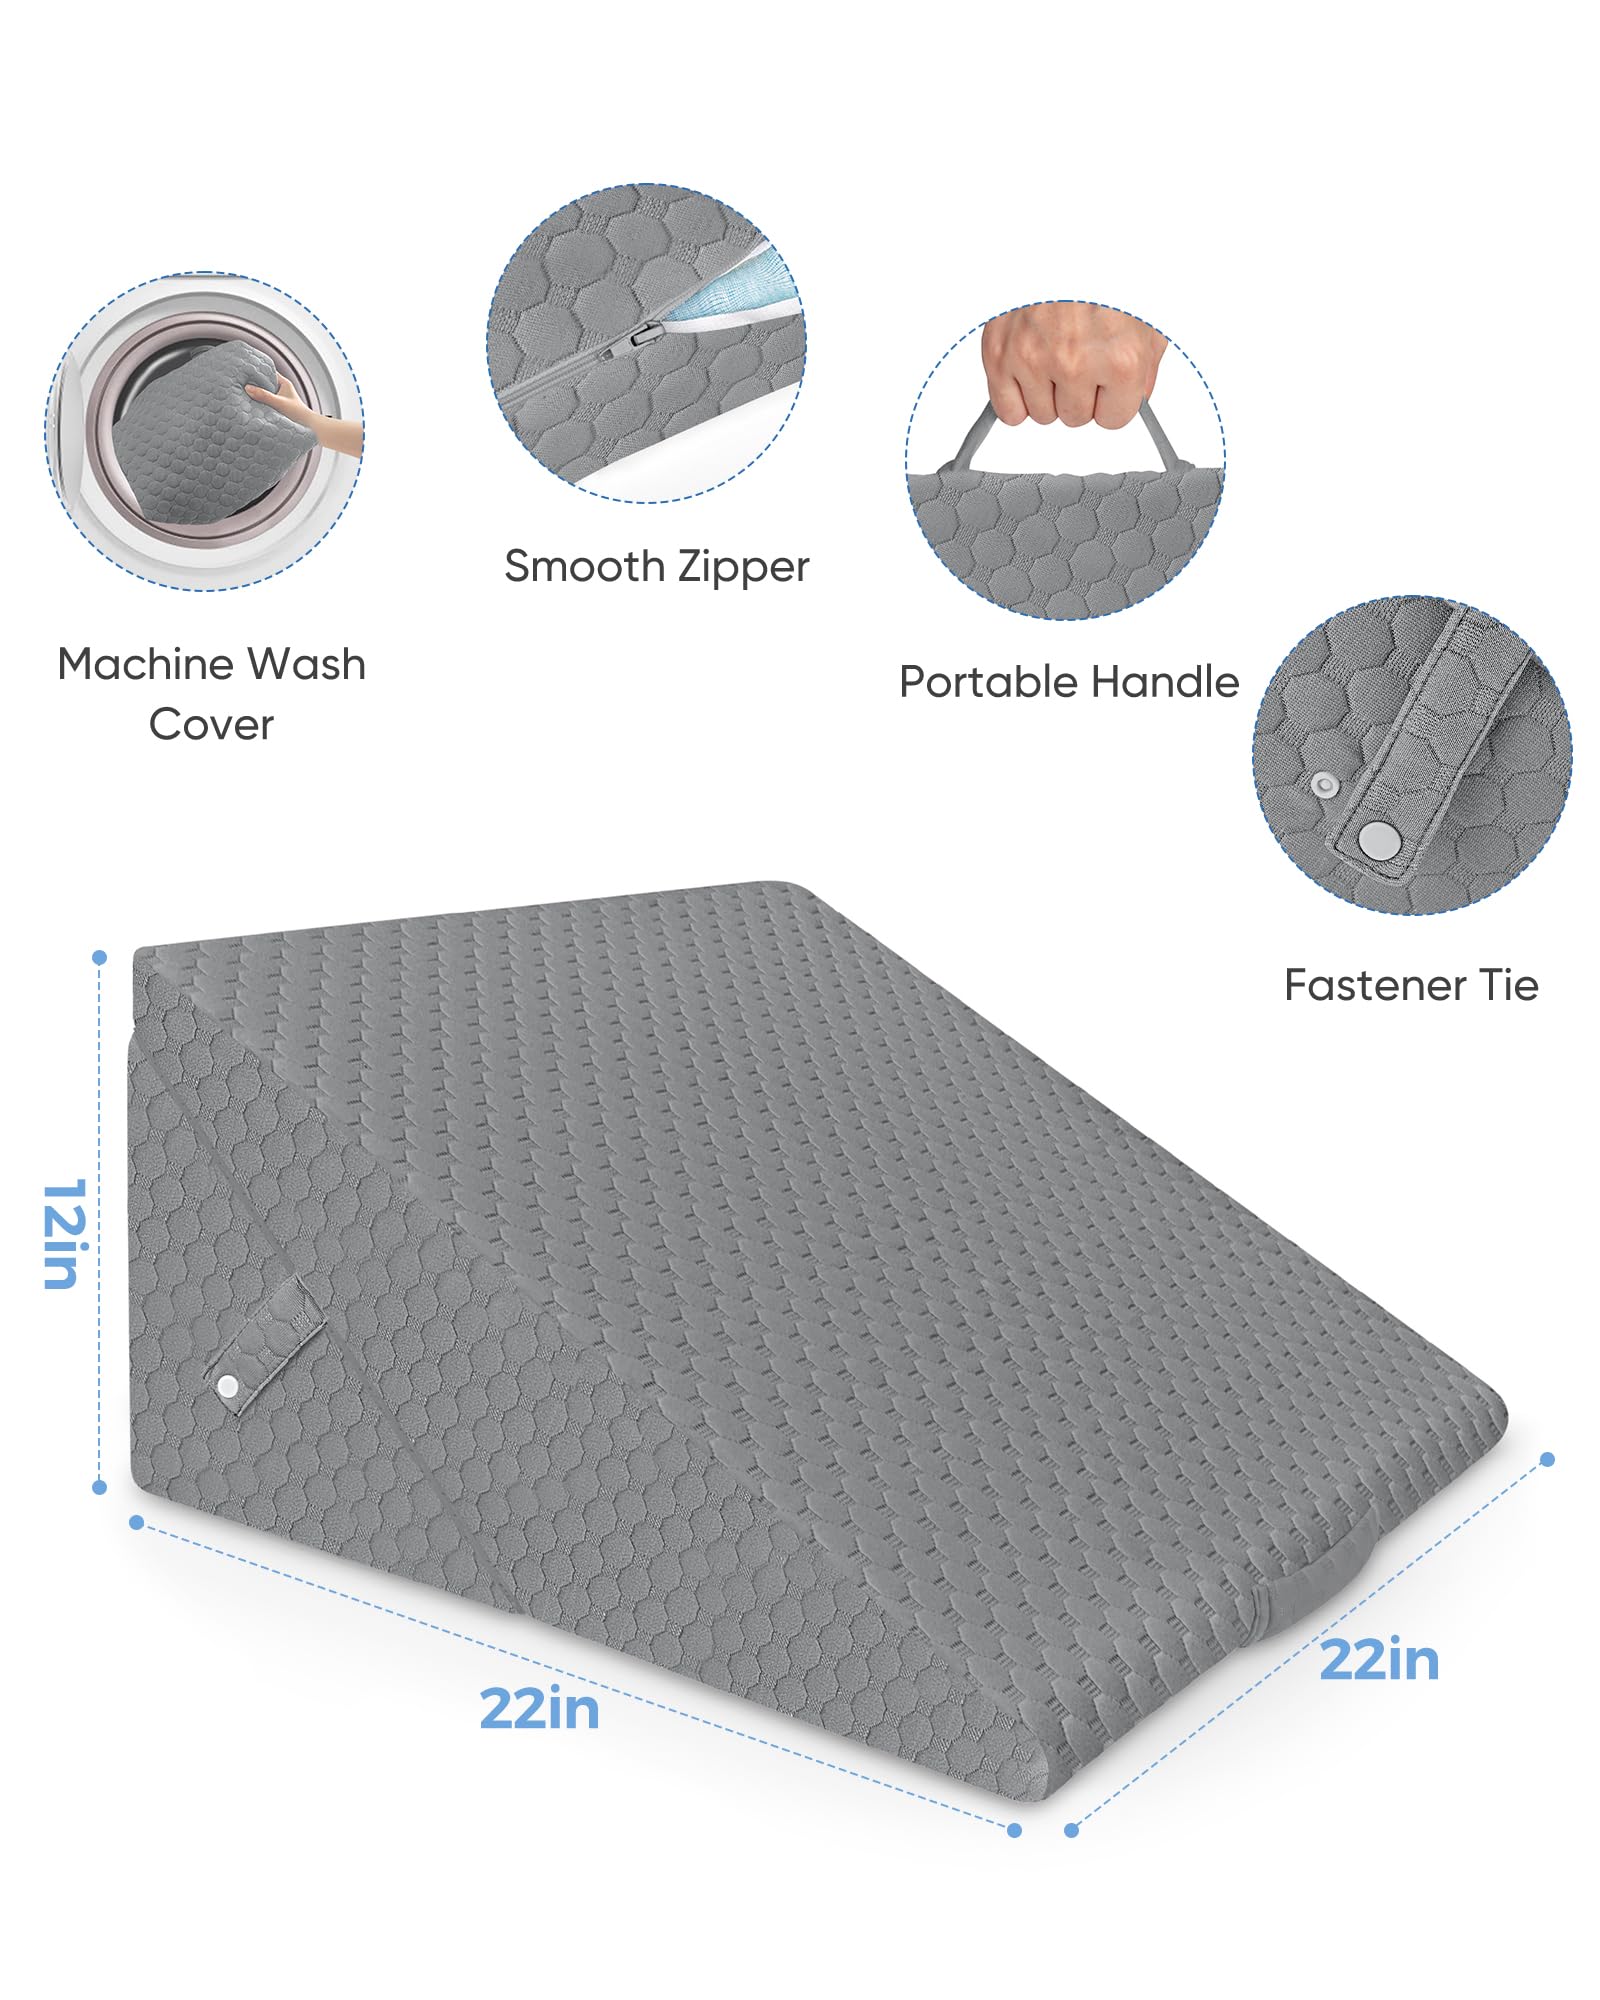 Machine Wash
Cover
Smooth Zipper
Portable Handle
Fastener Tie
12in
22in
22in